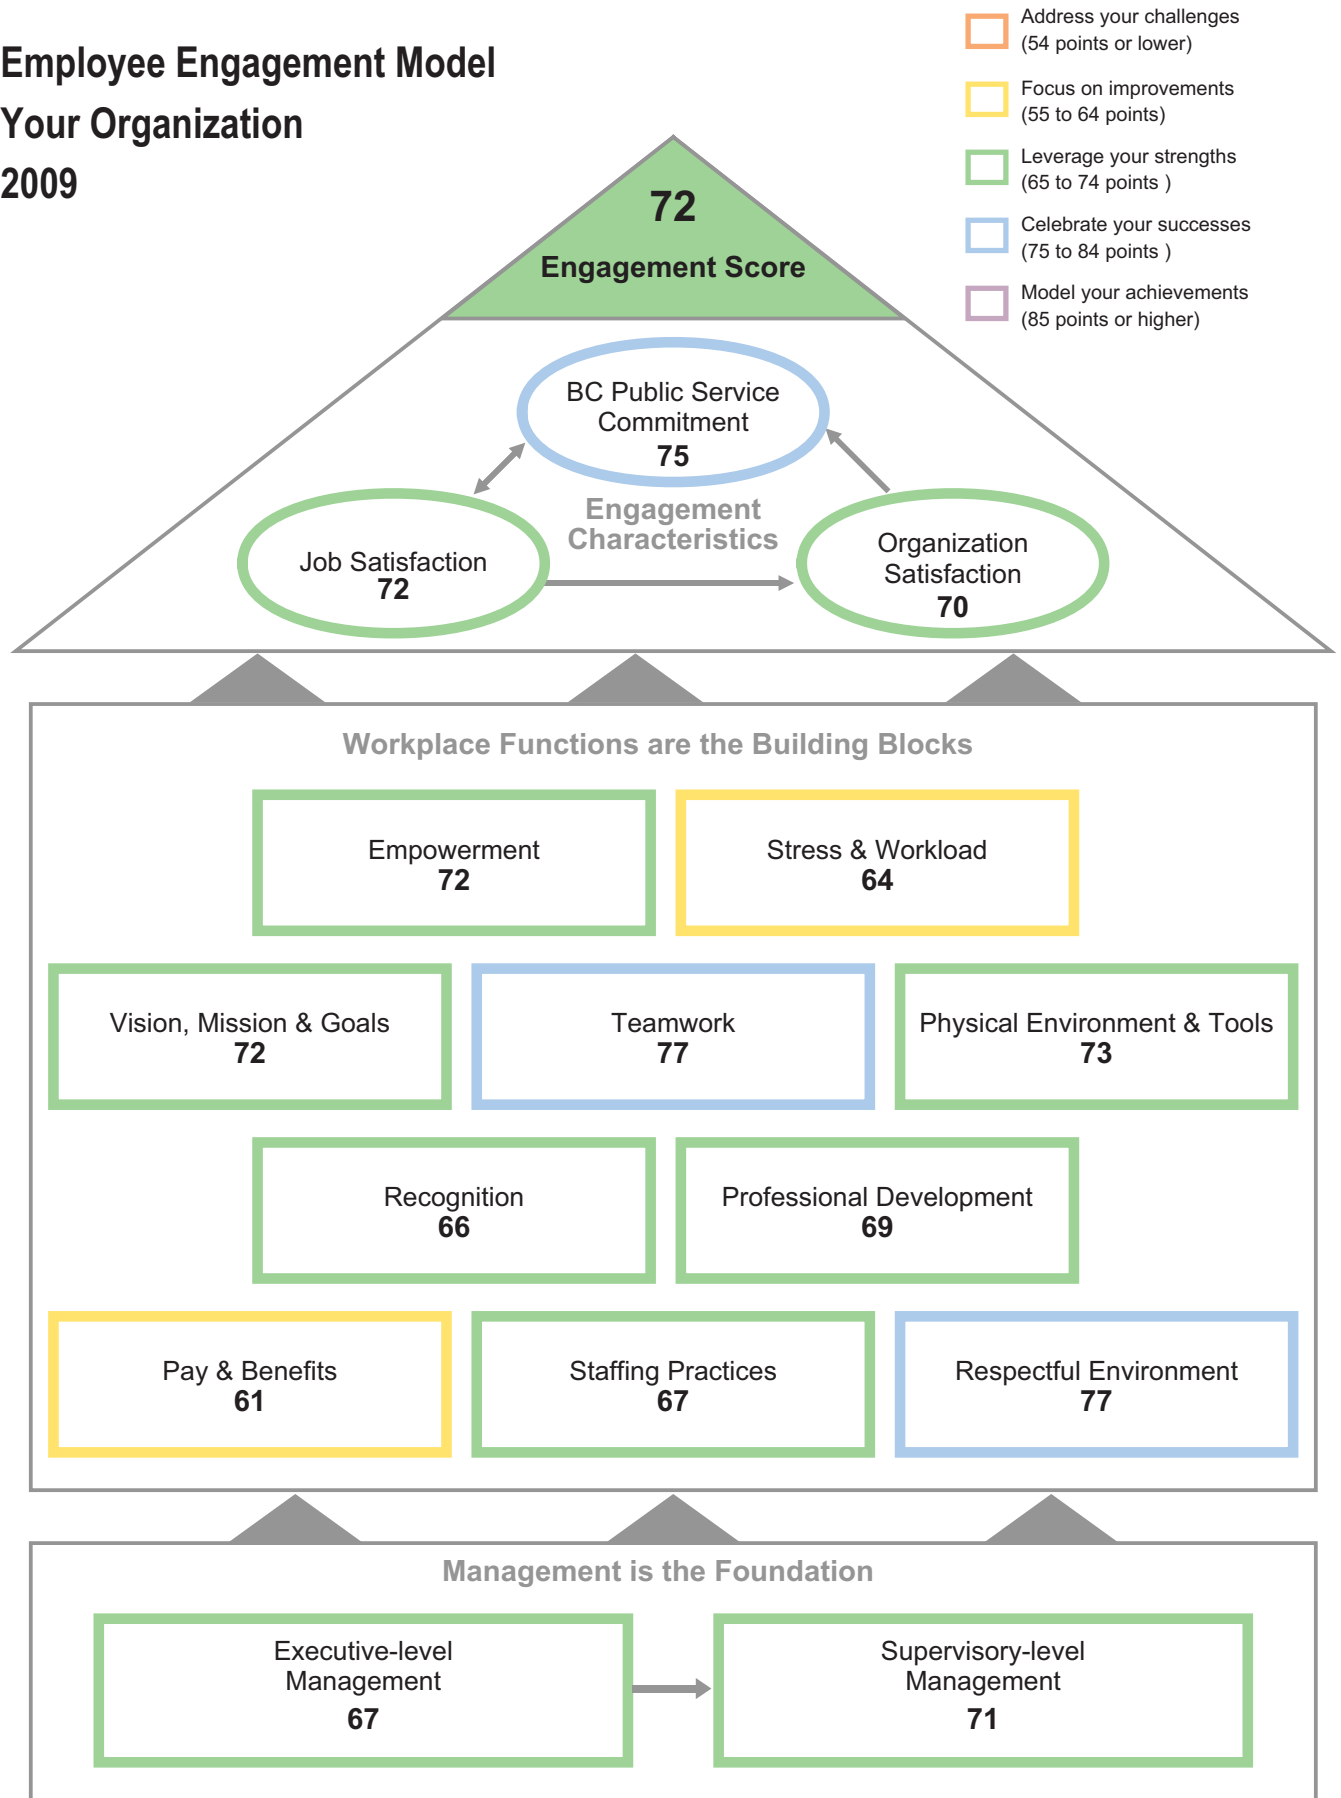 Employee Engagement Model
Your Organization
2009
Address your challenges
(54 points or lower)
Focus on improvements
(55 to 64 points)
Leverage your strengths
(65 to 74 points )
Celebrate your successes
(75 to 84 points )
Model your achievements
(85 points or higher)
72
Engagement Score
BC Public Service
Commitment
75
Engagement
Characteristics
Job Satisfaction
72
Organization
Satisfaction
70
Workplace Functions are the Building Blocks
Empowerment
72
Stress & Workload
64
Vision, Mission & Goals
72
Teamwork
77
Physical Environment & Tools
73
Recognition
66
Professional Development
69
Pay & Benefits
61
Staffing Practices
67
Respectful Environment
77
Management is the Foundation
Executive-level
Management
67
Supervisory-level
Management
71